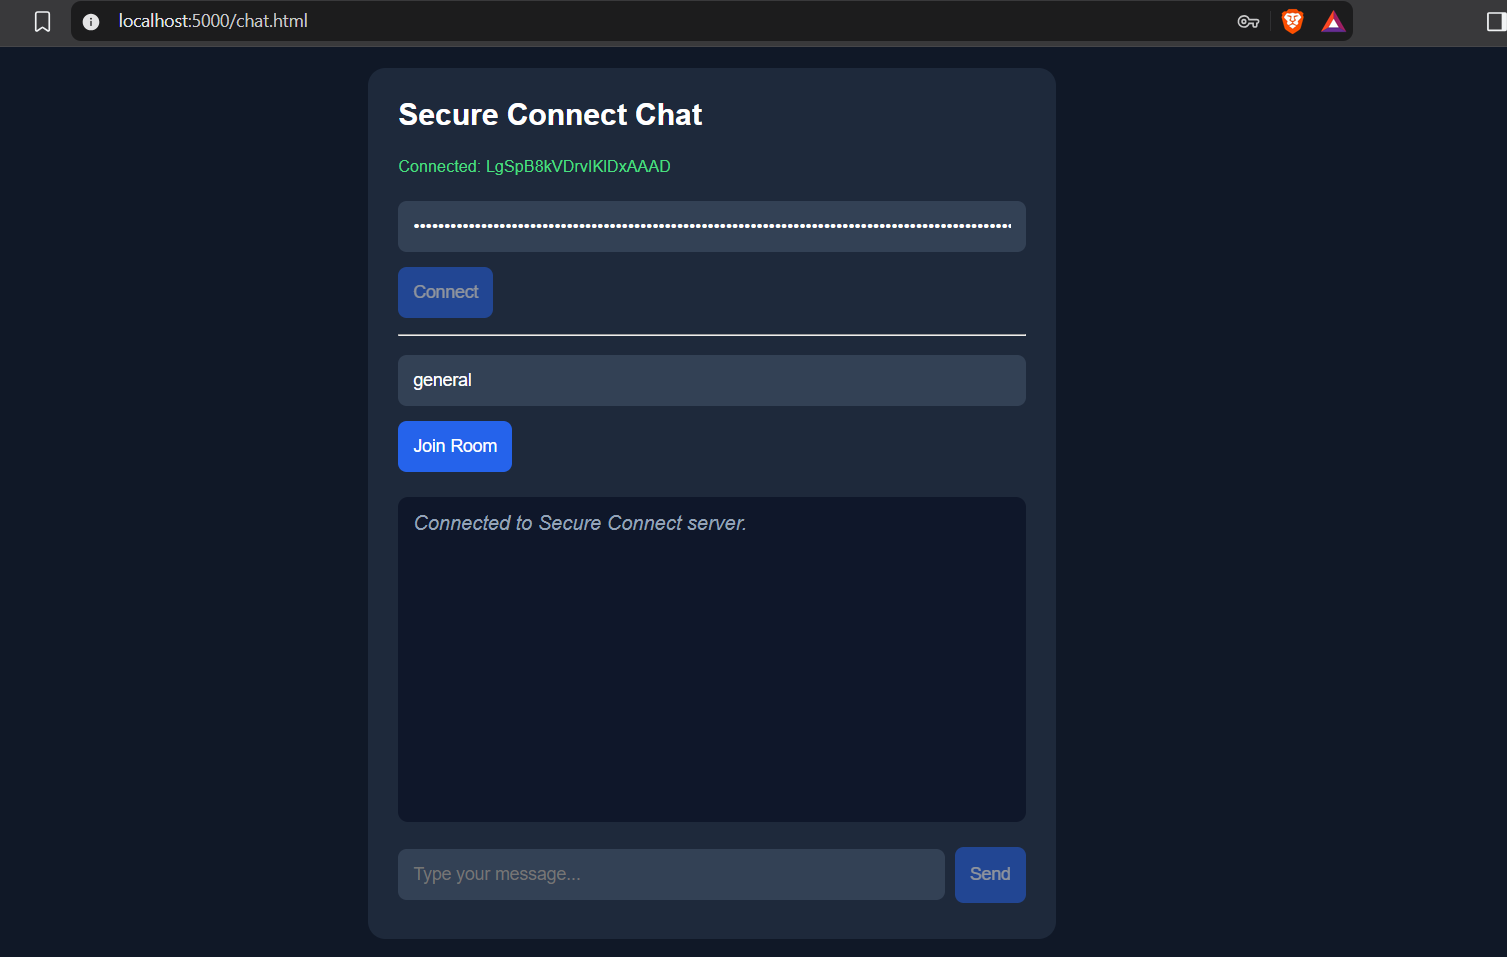 localhost:5000/chat.html
Secure Connect Chat
Connected: LgSpB8kVDrvIKlDxAAAD
Connect
general
Join Room
Connected to Secure Connect server.
Type your message...
Send